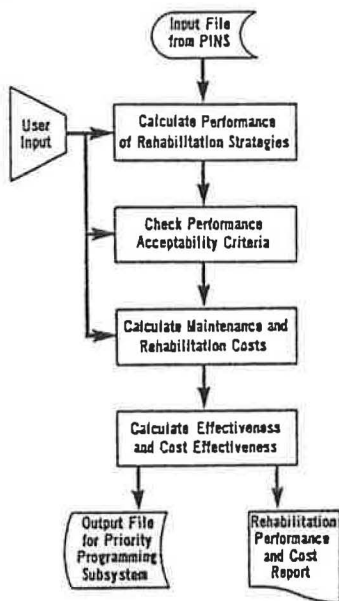 Input File
from PINS
User
Input
Calculate Performance
of Rehabilitation Strategies
Check Performance
Acceptability Criteria
Calculate Maintenance and
Rehabilitation Costs
Calculate Effectiveness
and Cost Effectiveness
Output File
for Priority
Programming
Subsystem
Rehabilitation
Performance
and Cost
Report